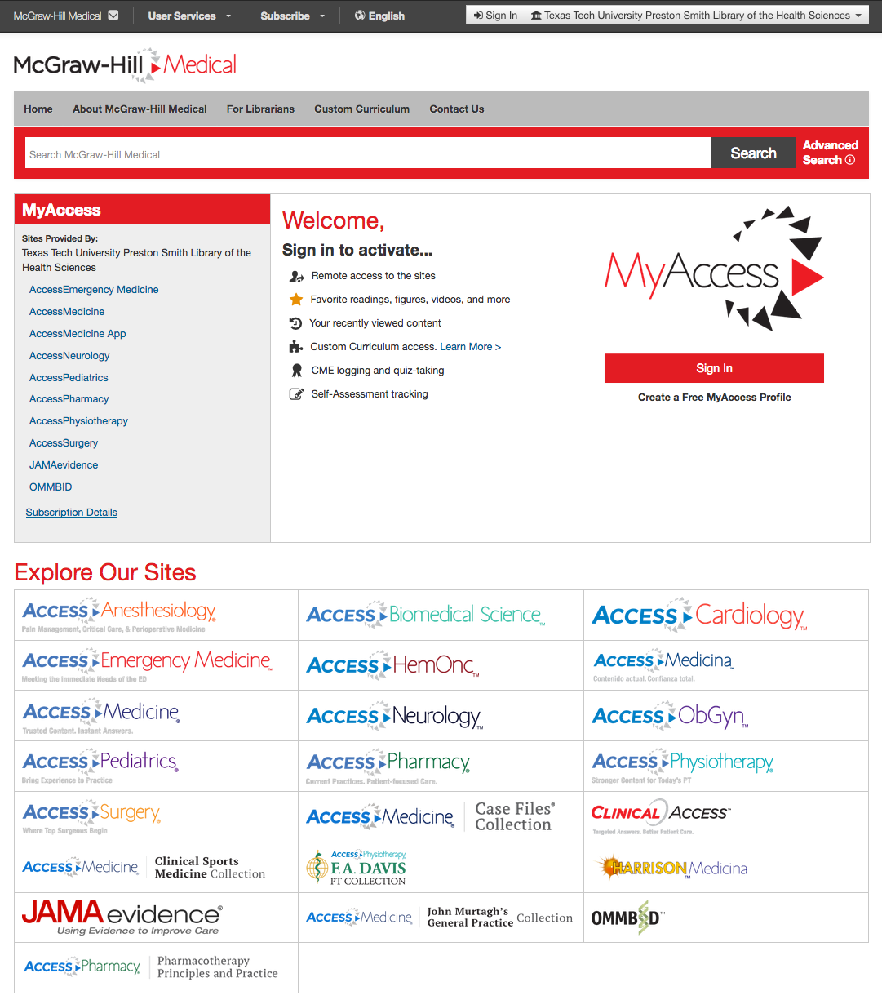 McGraw-Hill Medical
User Services
Subscribe
English
Sign In
Texas Tech University Preston Smith Library of the Health Sciences
McGraw-Hill Medical
Home
About McGraw-Hill Medical
For Librarians
Custom Curriculum
Contact Us
Search McGraw-Hill Medical
Search
Advanced
Search
MyAccess
Sites Provided By:
Texas Tech University Preston Smith Library of the
Health Sciences
AccessEmergency Medicine
AccessMedicine
AccessMedicine App
AccessNeurology
AccessPediatrics
AccessPharmacy
AccessPhysiotherapy
AccessSurgery
JAMAevidence
OMMBID
Subscription Details
Welcome,
Sign in to activate...
Remote access to the sites
Favorite readings, figures, videos, and more
Your recently viewed content
Custom Curriculum access. Learn More >
CME logging and quiz-taking
Self-Assessment tracking
MyAccess
Sign In
Create a Free MyAccess Profile
Explore Our Sites
ACCESS Anesthesiology®
Pain Management, Critical Care, & Perioperative Medicine
ACCESS Biomedical Science™
ACCESS Cardiology™
ACCESS Emergency Medicine™
Meeting the Immediate Needs of the ED
ACCESS HemOnc™
ACCESS Medicina
Contenido actual. Confianza total.
ACCESS Medicine®
Trusted Content. Instant Answers.
ACCESS Neurology™
ACCESS ObGyn™
ACCESS Pediatrics®
Bring Experience to Practice
ACCESS Pharmacy®
Current Practices. Patient-focused Care.
ACCESS Physiotherapy®
Stronger Content for Today's PT
ACCESS Surgery®
Where Top Surgeons Begin
ACCESS Medicine®
Case Files®
Collection
CLINICAL ACCESS™
Targeted Answers. Better Patient Care.
ACCESS Medicine
Clinical Sports
Medicine Collection
ACCESS Physiotherapy
F.A. DAVIS
PT COLLECTION
HARRISON Medicina
JAMAevidence®
Using Evidence to Improve Care
ACCESS Medicine
John Murtagh's
General Practice Collection
OMMBID™
ACCESS Pharmacy
Pharmacotherapy
Principles and Practice